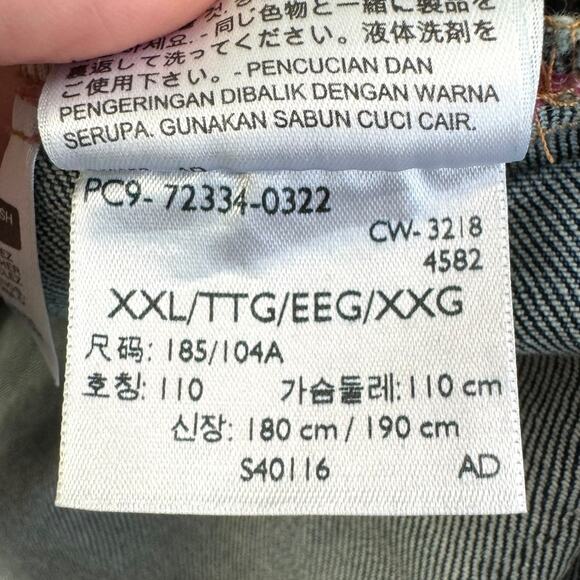 同じ色物と一緒に製品を
裏返して洗ってください。液体洗剤を
ご使用下さい。- PENCUCIAN DAN
PENGERINGAN DIBALIK DENGAN WARNA
SERUPA. GUNAKAN SABUN CUCI CAIR.
PC9- 72334-0322
CW- 3218
4582
XXL/TTG/EEG/XXG
尺码: 185/104A
호칭: 110 가슴둘레: 110 cm
신장: 180 cm / 190 cm
S40116 AD